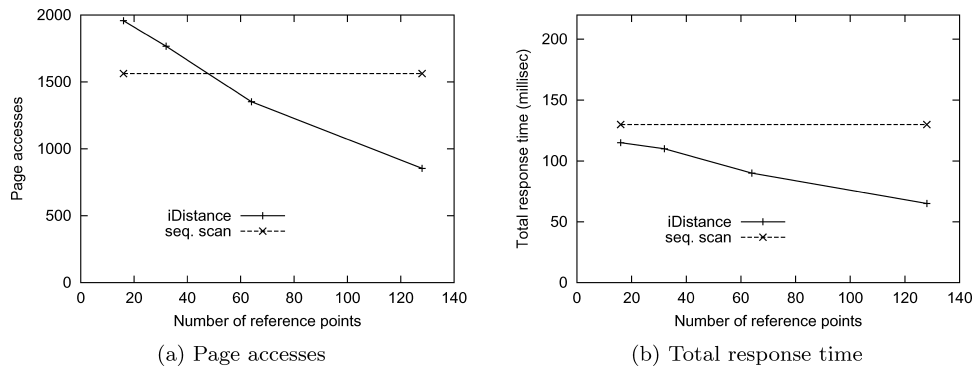 2000
1500
1000
500
0
0 20 40 60 80 100 120 140
Page accesses
Number of reference points
iDistance
seq. scan
(a) Page accesses
200
150
100
50
0
0 20 40 60 80 100 120 140
Total response time (millisec)
Number of reference points
iDistance
seq. scan
(b) Total response time